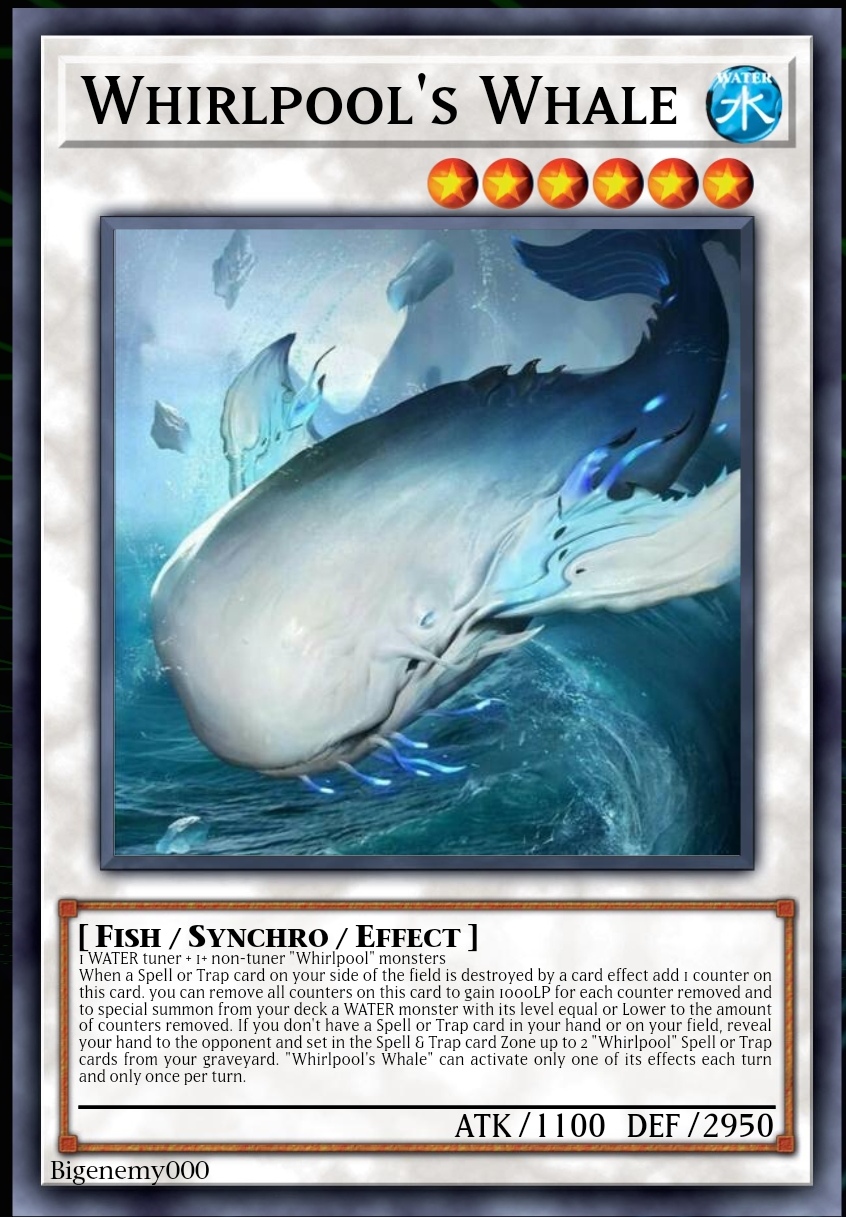 Whirlpool's Whale
WATER
水
[ Fish / Synchro / Effect ]
1 WATER tuner + 1+ non-tuner "Whirlpool" monsters
When a Spell or Trap card on your side of the field is destroyed by a card effect add 1 counter on
this card. you can remove all counters on this card to gain 1000LP for each counter removed and
to special summon from your deck a WATER monster with its level equal or Lower to the amount
of counters removed. If you don't have a Spell or Trap card in your hand or on your field, reveal
your hand to the opponent and set in the Spell & Trap card Zone up to 2 "Whirlpool" Spell or Trap
cards from your graveyard. "Whirlpool's Whale" can activate only one of its effects each turn
and only once per turn.
ATK/1100 DEF/2950
Bigenemy000